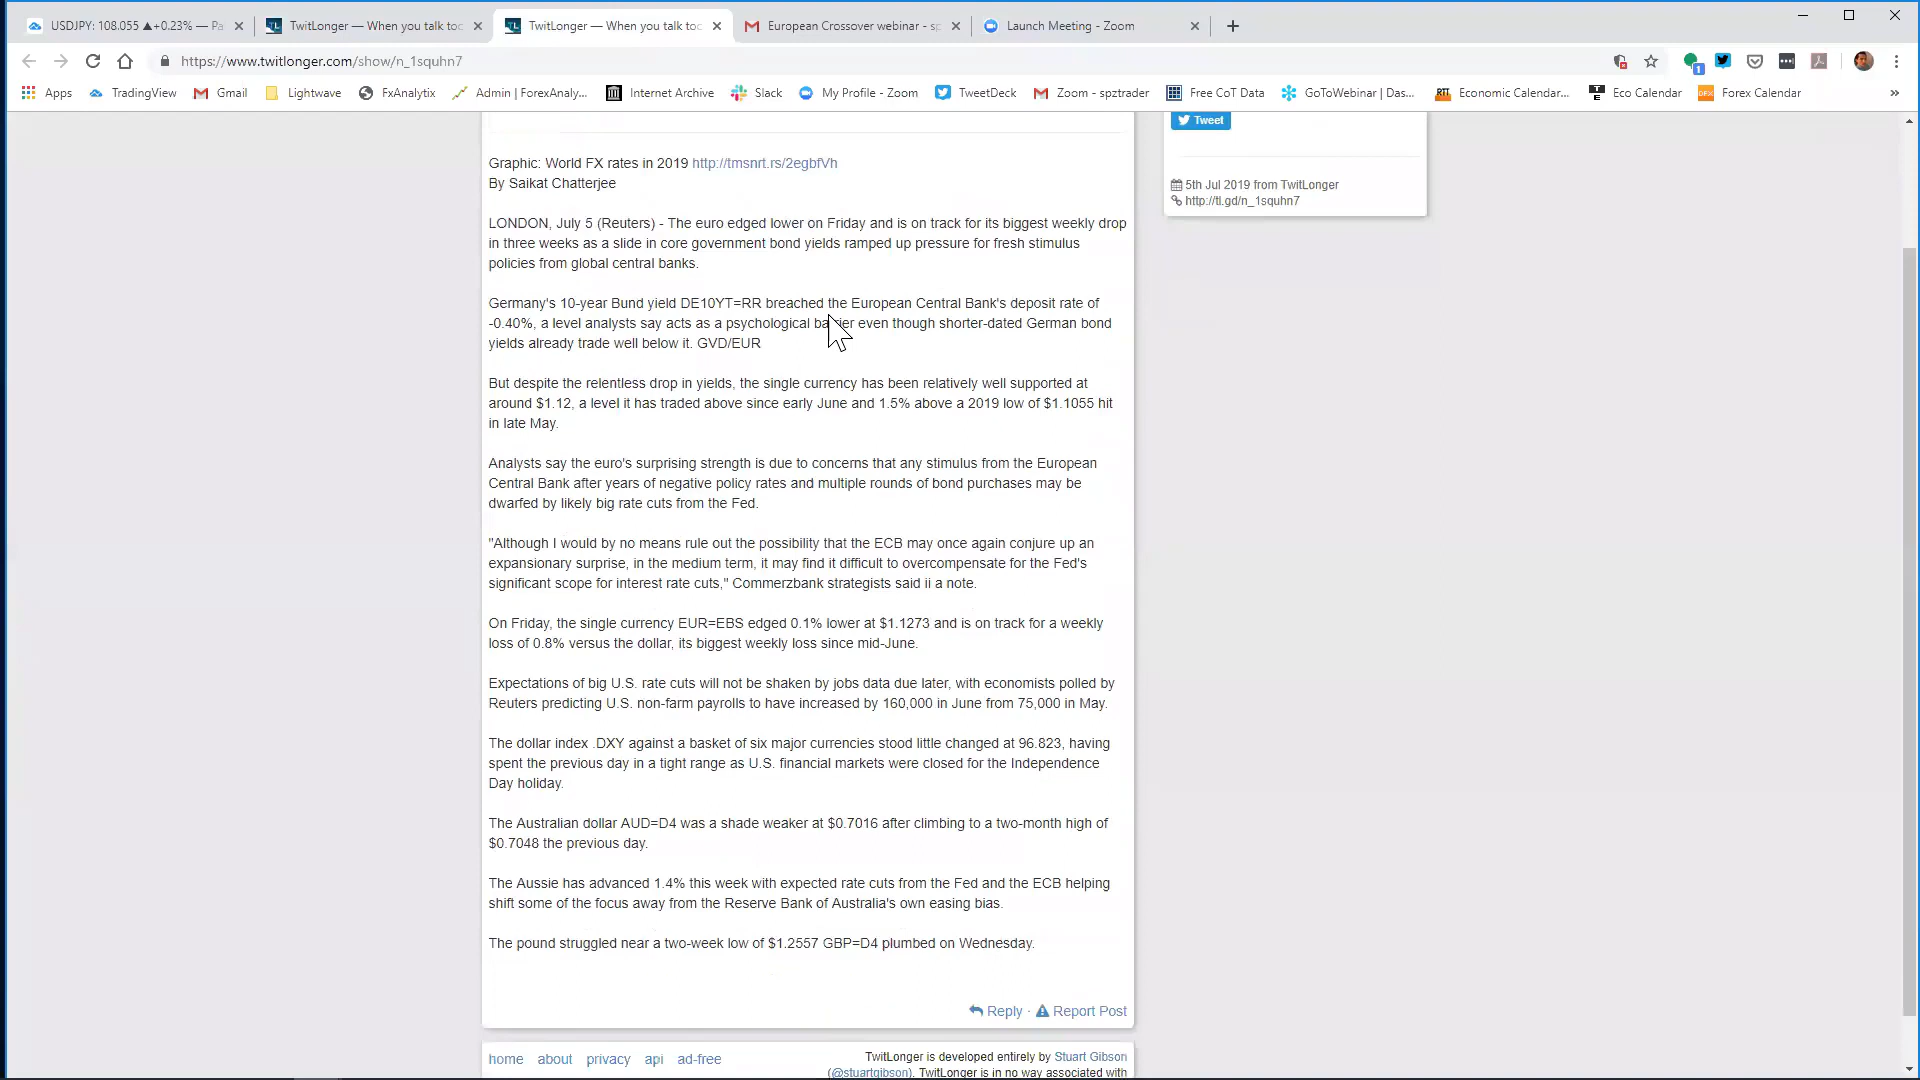 USDJPY: 108.055 ▲+0.23% — Pa
TwitLonger — When you talk too
TwitLonger — When you talk too
European Crossover webinar - sp
Launch Meeting - Zoom
https://www.twitlonger.com/show/n_1squhn7
1
Apps
TradingView
Gmail
Lightwave
FxAnalytix
Admin | ForexAnaly...
Internet Archive
Slack
My Profile - Zoom
TweetDeck
Zoom - spztrader
Free CoT Data
GoToWebinar | Das...
RTT
Economic Calendar...
Eco Calendar
Forex Calendar
»
Tweet
5th Jul 2019 from TwitLonger
http://tl.gd/n_1squhn7
Graphic: World FX rates in 2019 http://tmsnrt.rs/2egbfVh
By Saikat Chatterjee
LONDON, July 5 (Reuters) - The euro edged lower on Friday and is on track for its biggest weekly drop
in three weeks as a slide in core government bond yields ramped up pressure for fresh stimulus
policies from global central banks.
Germany's 10-year Bund yield DE10YT=RR breached the European Central Bank's deposit rate of
-0.40%, a level analysts say acts as a psychological barrier even though shorter-dated German bond
yields already trade well below it. GVD/EUR
But despite the relentless drop in yields, the single currency has been relatively well supported at
around $1.12, a level it has traded above since early June and 1.5% above a 2019 low of $1.1055 hit
in late May.
Analysts say the euro's surprising strength is due to concerns that any stimulus from the European
Central Bank after years of negative policy rates and multiple rounds of bond purchases may be
dwarfed by likely big rate cuts from the Fed.
"Although I would by no means rule out the possibility that the ECB may once again conjure up an
expansionary surprise, in the medium term, it may find it difficult to overcompensate for the Fed's
significant scope for interest rate cuts," Commerzbank strategists said ii a note.
On Friday, the single currency EUR=EBS edged 0.1% lower at $1.1273 and is on track for a weekly
loss of 0.8% versus the dollar, its biggest weekly loss since mid-June.
Expectations of big U.S. rate cuts will not be shaken by jobs data due later, with economists polled by
Reuters predicting U.S. non-farm payrolls to have increased by 160,000 in June from 75,000 in May.
The dollar index .DXY against a basket of six major currencies stood little changed at 96.823, having
spent the previous day in a tight range as U.S. financial markets were closed for the Independence
Day holiday.
The Australian dollar AUD=D4 was a shade weaker at $0.7016 after climbing to a two-month high of
$0.7048 the previous day.
The Aussie has advanced 1.4% this week with expected rate cuts from the Fed and the ECB helping
shift some of the focus away from the Reserve Bank of Australia's own easing bias.
The pound struggled near a two-week low of $1.2557 GBP=D4 plumbed on Wednesday.
Reply · Report Post
home about privacy api ad-free
TwitLonger is developed entirely by Stuart Gibson
(@stuartgibson). TwitLonger is in no way associated with